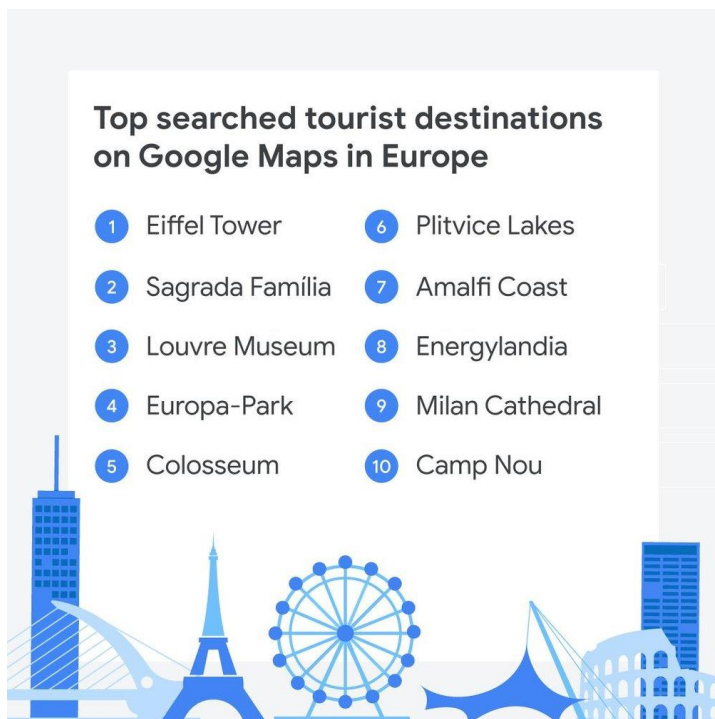 Top searched tourist destinations
on Google Maps in Europe
1 Eiffel Tower
2 Sagrada Família
3 Louvre Museum
4 Europa-Park
5 Colosseum
6 Plitvice Lakes
7 Amalfi Coast
8 Energylandia
9 Milan Cathedral
10 Camp Nou